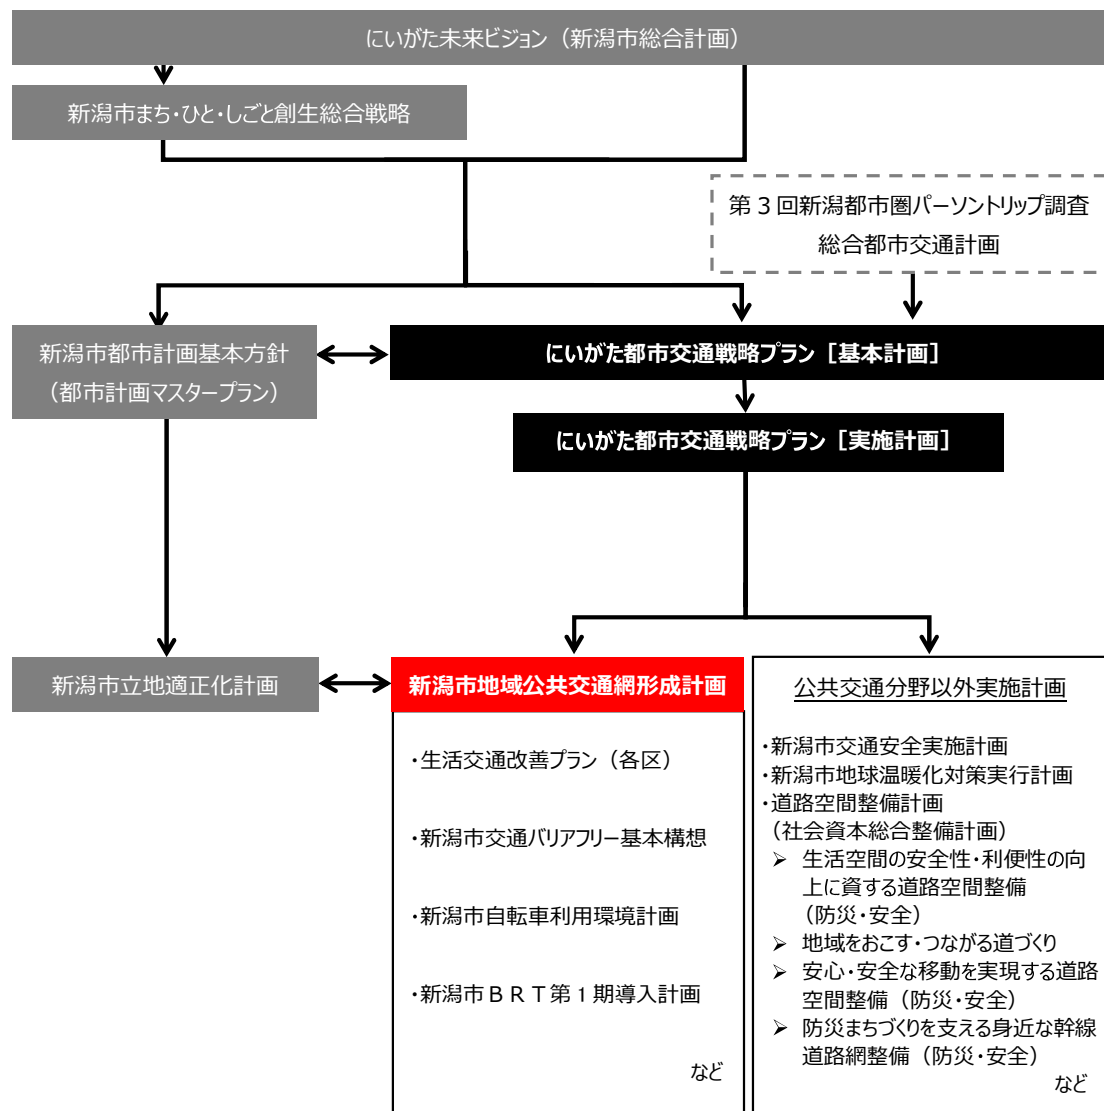 にいがた未来ビジョン（新潟市総合計画）
新潟市まち・ひと・しごと創生総合戦略
第３回新潟都市圏パーソントリップ調査
総合都市交通計画
新潟市都市計画基本方針
（都市計画マスタープラン）
にいがた都市交通戦略プラン［基本計画］
にいがた都市交通戦略プラン［実施計画］
新潟市立地適正化計画
新潟市地域公共交通網形成計画
・生活交通改善プラン（各区）
・新潟市交通バリアフリー基本構想
・新潟市自転車利用環境計画
・新潟市ＢＲＴ第１期導入計画
など
公共交通分野以外実施計画
・新潟市交通安全実施計画
・新潟市地球温暖化対策実行計画
・道路空間整備計画
（社会資本総合整備計画）
➢ 生活空間の安全性・利便性の向
上に資する道路空間整備
（防災・安全）
➢ 地域をおこす・つながる道づくり
➢ 安心・安全な移動を実現する道路
空間整備（防災・安全）
➢ 防災まちづくりを支える身近な幹線
道路網整備（防災・安全）
など